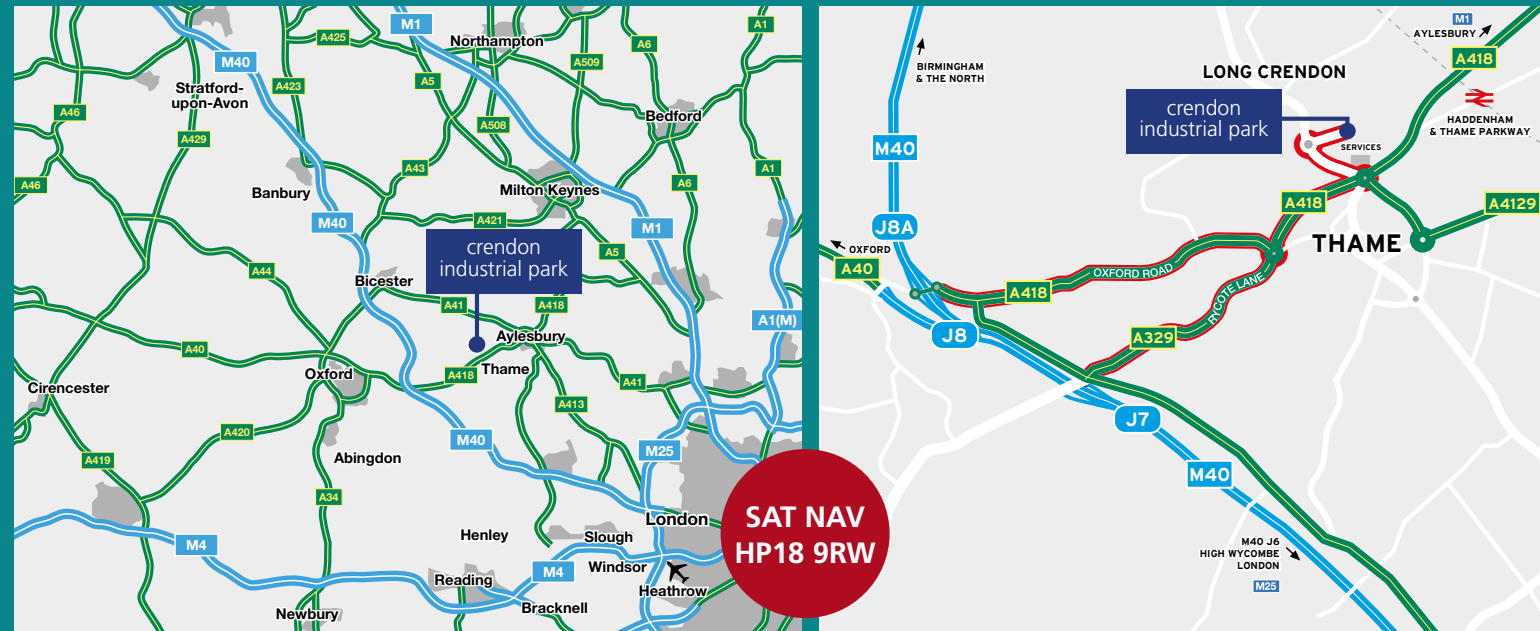 M1
A1
A425
Northampton
A6
M40
A509
A5
A423
Stratford-
upon-Avon
A46
Bedford
A508
A429
A43
A1
A46
A6
Banbury
Milton Keynes
M40
A421
M1
crendon
industrial park
A5
A44
Bicester
A41
A418
A1(M)
Aylesbury
A40
Oxford
Thame
A418
A41
Cirencester
A413
A420
M40
M25
Abingdon
A419
A34
London
Henley
Slough
M4
Windsor
M4
Reading
Heathrow
Bracknell
Newbury
SAT NAV
HP18 9RW
M1
AYLESBURY
A418
BIRMINGHAM
& THE NORTH
LONG CRENDON
crendon
industrial park
HADDENHAM
& THAME PARKWAY
M40
SERVICES
A418
A4129
J8A
THAME
OXFORD
A40
OXFORD ROAD
A418
RYCOTE LANE
J8
A329
J7
M40
M40 J6
HIGH WYCOMBE
LONDON
M25